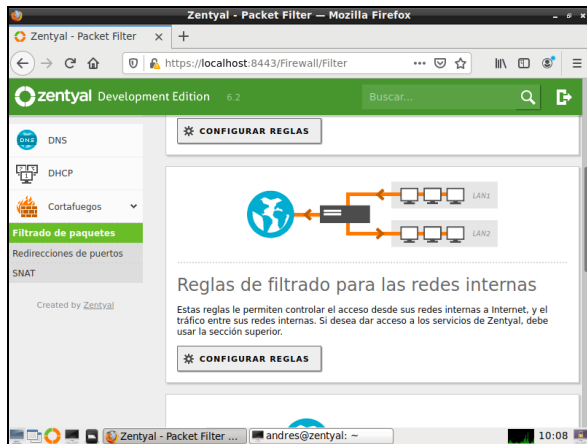 Zentyal - Packet Filter — Mozilla Firefox
Zentyal - Packet Filter
https://localhost:8443/Firewall/Filter
zentyal Development Edition 6.2
Buscar...
CONFIGURAR REGLAS
DNS
DNS
DHCP
Cortafuegos
Filtrado de paquetes
Redirecciones de puertos
SNAT
Created by Zentyal
LAN1
LAN2
Reglas de filtrado para las redes internas
Estas reglas le permiten controlar el acceso desde sus redes internas a Internet, y el
tráfico entre sus redes internas. Si desea dar acceso a los servicios de Zentyal, debe
usar la sección superior.
CONFIGURAR REGLAS
Zentyal - Packet Filter ...
andres@zentyal: ~
10:08